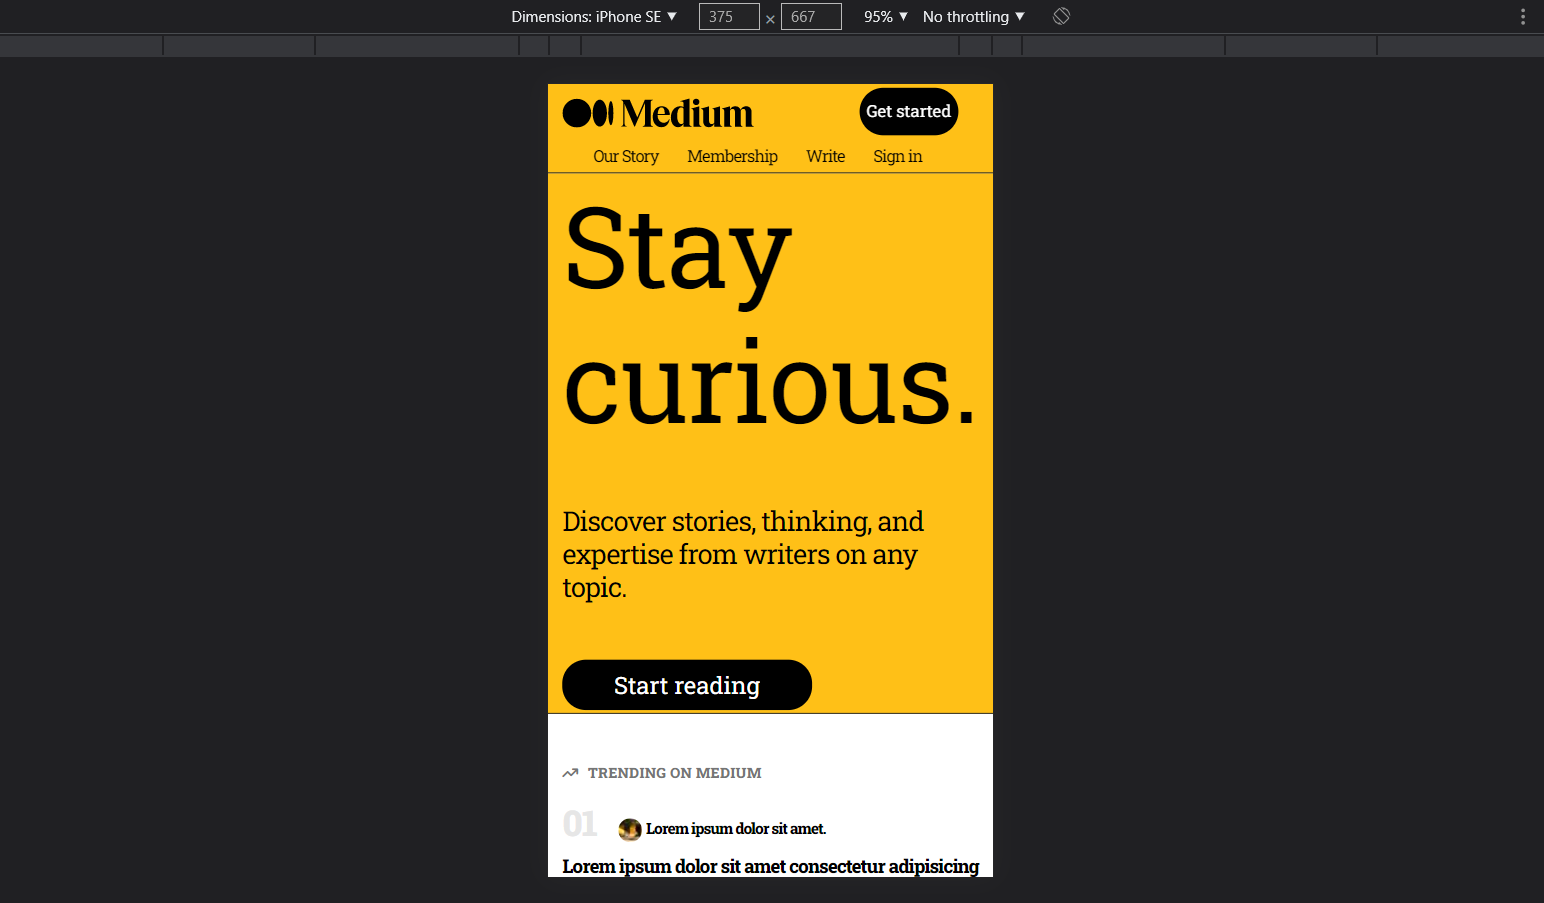 Dimensions: iPhone SE ▼ 375 × 667 95% ▼ No throttling ▼
Medium
Get started
Our Story Membership Write Sign in
Stay
curious.
Discover stories, thinking, and
expertise from writers on any
topic.
Start reading
TRENDING ON MEDIUM
01 Lorem ipsum dolor sit amet.
Lorem ipsum dolor sit amet consectetur adipisicing